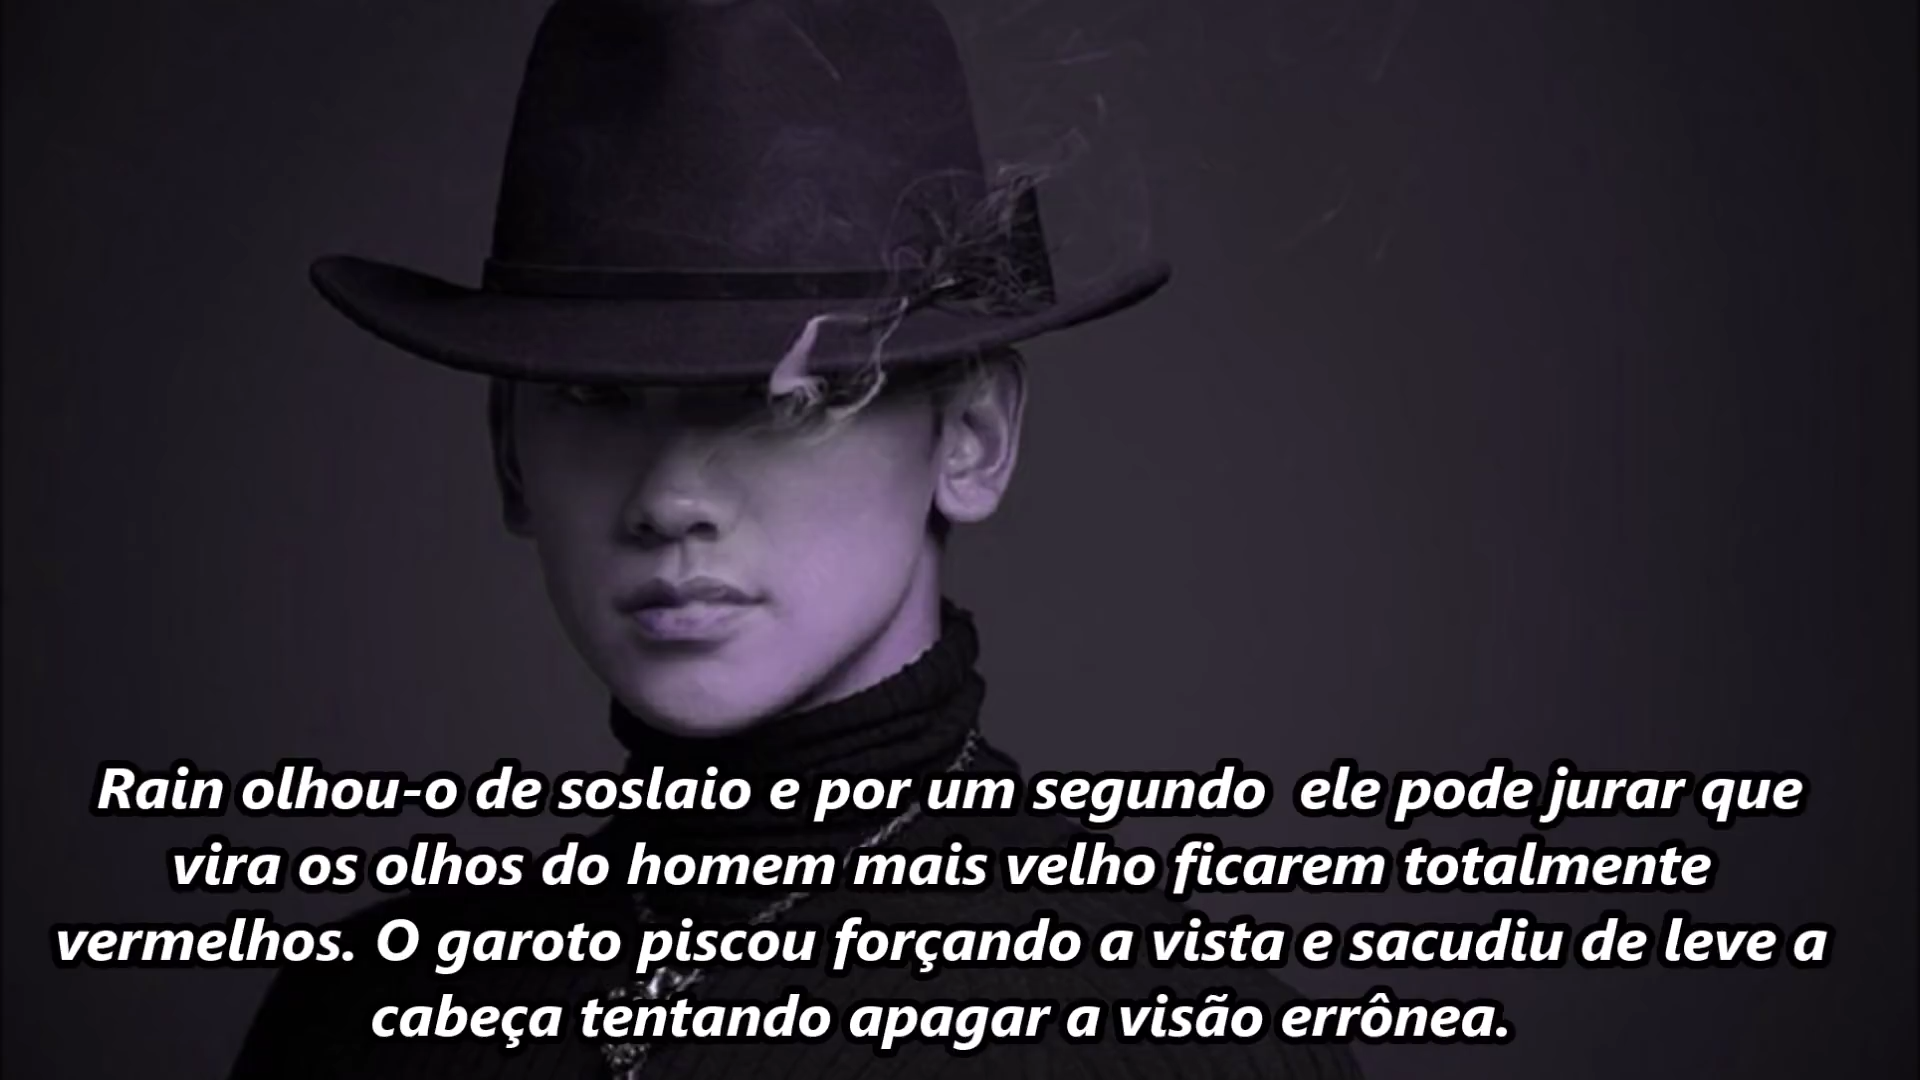 Rain olhou-o de soslaio e por um segundo  ele pode jurar que
vira os olhos do homem mais velho ficarem totalmente
vermelhos. O garoto piscou forçando a vista e sacudiu de leve a
cabeça tentando apagar a visão errônea.